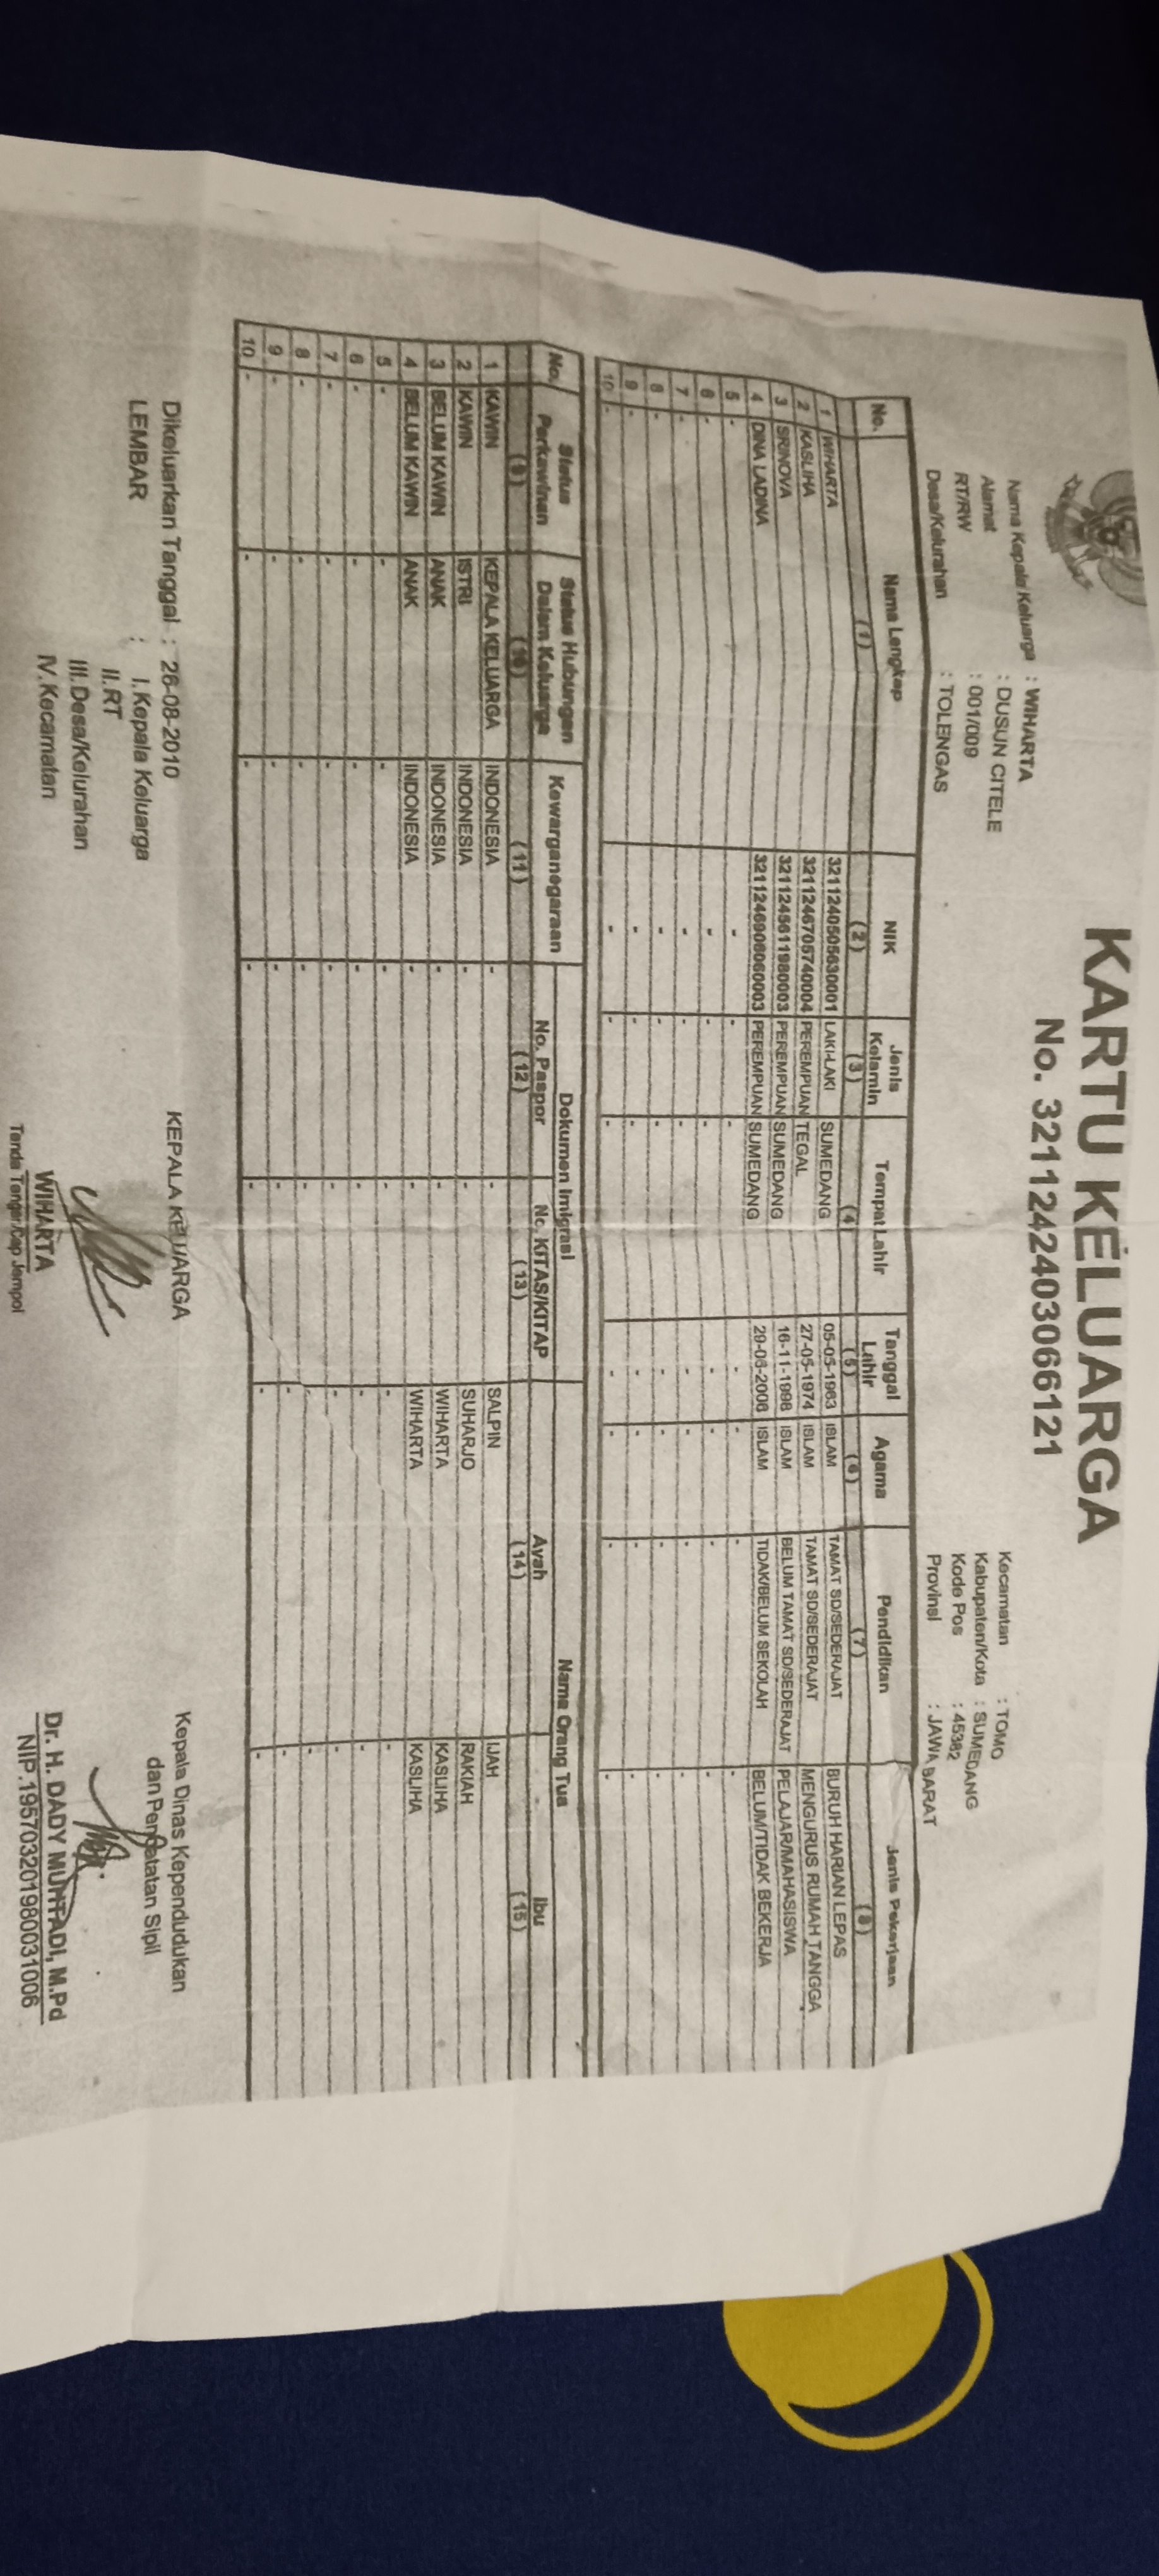 KARTU KELUARGA
No. 3211242403066121
Nama Kepala Keluarga : WIHARTA
Alamat : DUSUN CITELE
RT/RW : 001/009
Desa/Kelurahan : TOLENGAS
Kecamatan : TOMO
Kabupaten/Kota : SUMEDANG
Kode Pos : 45382
Provinsi : JAWA BARAT
No. Nama Lengkap NIK Jenis Kelamin Tempat Lahir Tanggal Lahir Agama Pendidikan Jenis Pekerjaan
(1) (2) (3) (4) (5) (6) (7) (8)
1 WIHARTA 3211240505630001 LAKI-LAKI SUMEDANG 05-05-1963 ISLAM TAMAT SD/SEDERAJAT BURUH HARIAN LEPAS
2 KASLIHA 3211246705740004 PEREMPUAN TEGAL 27-05-1974 ISLAM TAMAT SD/SEDERAJAT MENGURUS RUMAH TANGGA
3 SRINOVA 3211245611980003 PEREMPUAN SUMEDANG 16-11-1998 ISLAM BELUM TAMAT SD/SEDERAJAT PELAJAR/MAHASISWA
4 DINA LADINA 3211246906060003 PEREMPUAN SUMEDANG 29-06-2006 ISLAM TIDAK/BELUM SEKOLAH BELUM/TIDAK BEKERJA
5 - - - - - - - -
6 - - - - - - - -
7 - - - - - - - -
8 - - - - - - - -
9 - - - - - - - -
10 - - - - - - - -
No. Status Perkawinan Status Hubungan Dalam Keluarga Kewarganegaraan Dokumen Imigrasi Nama Orang Tua
No. Paspor No. KITAS/KITAP Ayah Ibu
(9) (10) (11) (12) (13) (14) (15)
1 KAWIN KEPALA KELUARGA INDONESIA - - SALPIN IJAH
2 KAWIN ISTRI INDONESIA - - SUHARJO RAKIAH
3 BELUM KAWIN ANAK INDONESIA - - WIHARTA KASLIHA
4 BELUM KAWIN ANAK INDONESIA - - WIHARTA KASLIHA
5 - - - - - - -
6 - - - - - - -
7 - - - - - - -
8 - - - - - - -
9 - - - - - - -
10 - - - - - - -
Dikeluarkan Tanggal : 26-08-2010
LEMBAR : I. Kepala Keluarga
II. RT
III. Desa/Kelurahan
IV. Kecamatan
KEPALA KELUARGA
WIHARTA
Tanda Tangan/Cap Jempol
Kepala Dinas Kependudukan
dan Pencatatan Sipil
Dr. H. DADY MUHTADI, M.Pd
NIP.195703201980031006